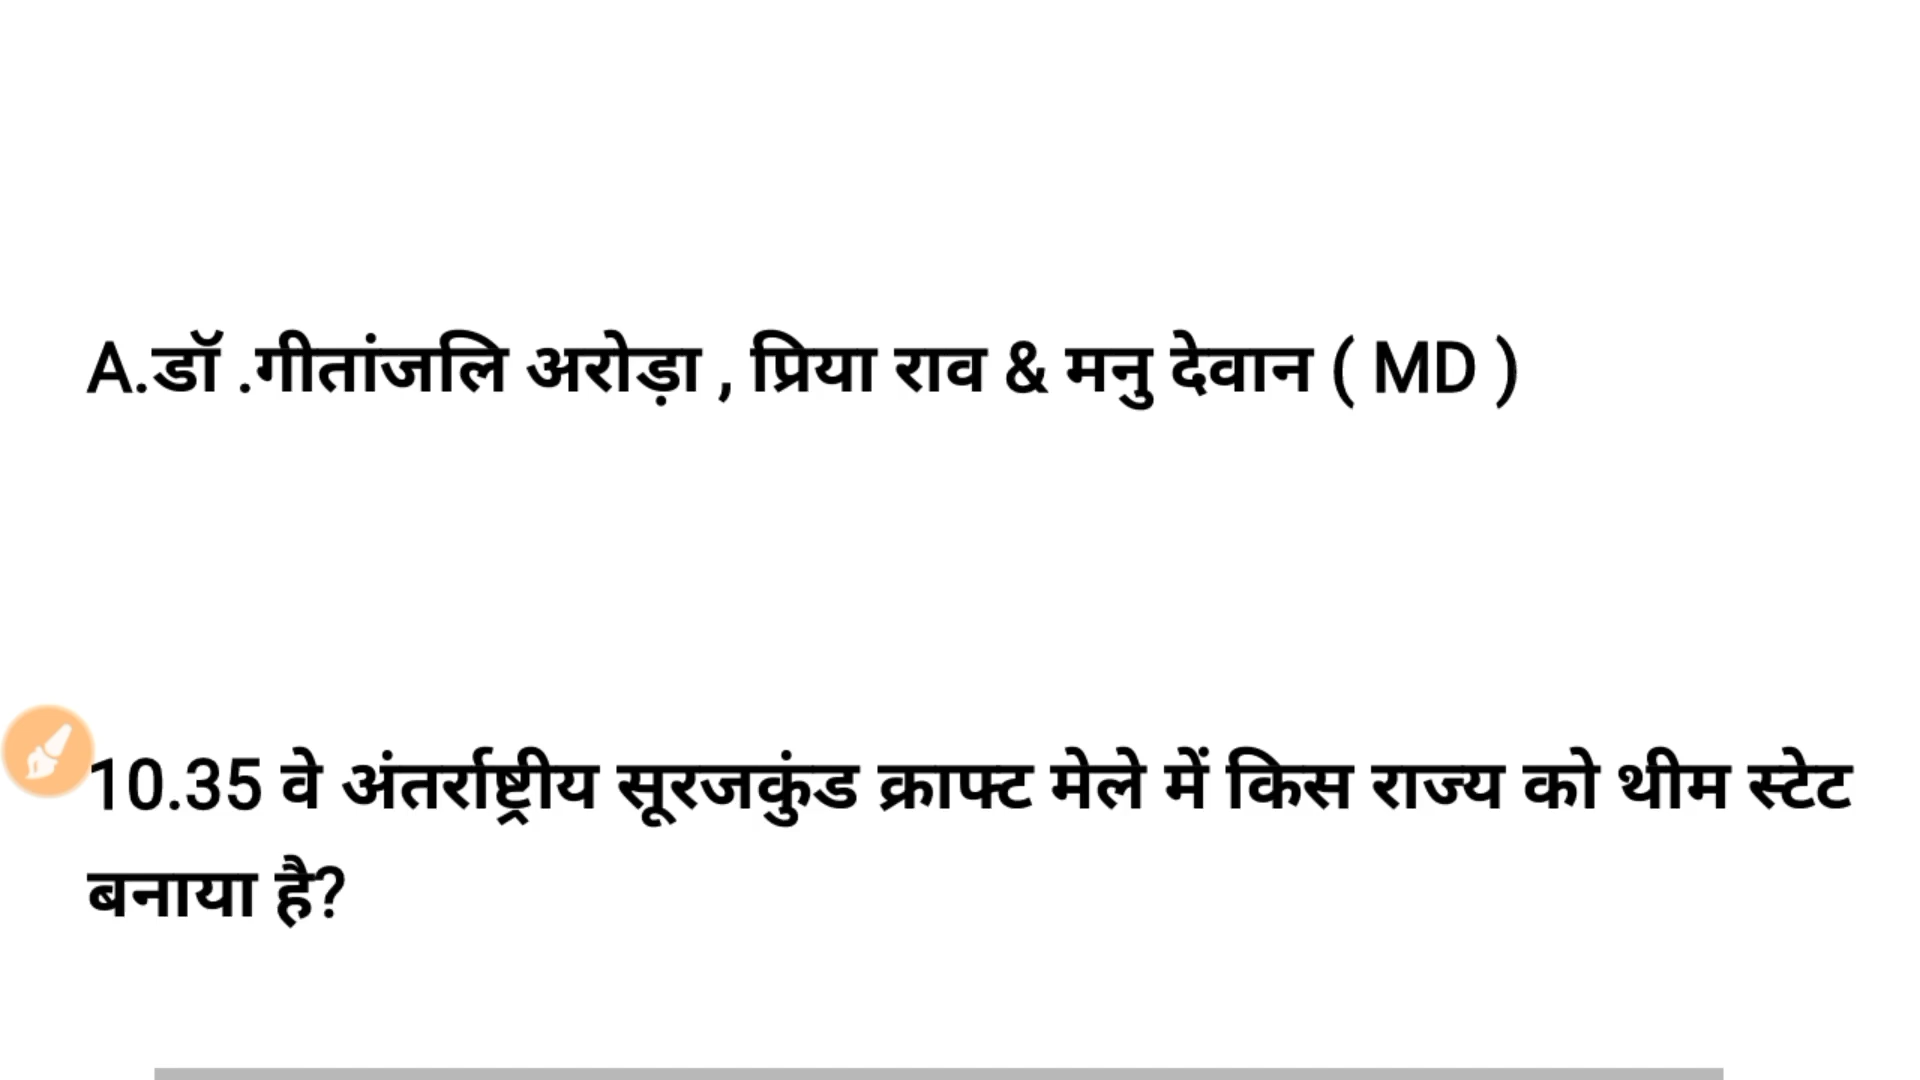 A.डॉ .गीतांजलि अरोड़ा , प्रिया राव & मनु देवान ( MD )
10.35 वे अंतर्राष्ट्रीय सूरजकुंड क्राफ्ट मेले में किस राज्य को थीम स्टेट
बनाया है?